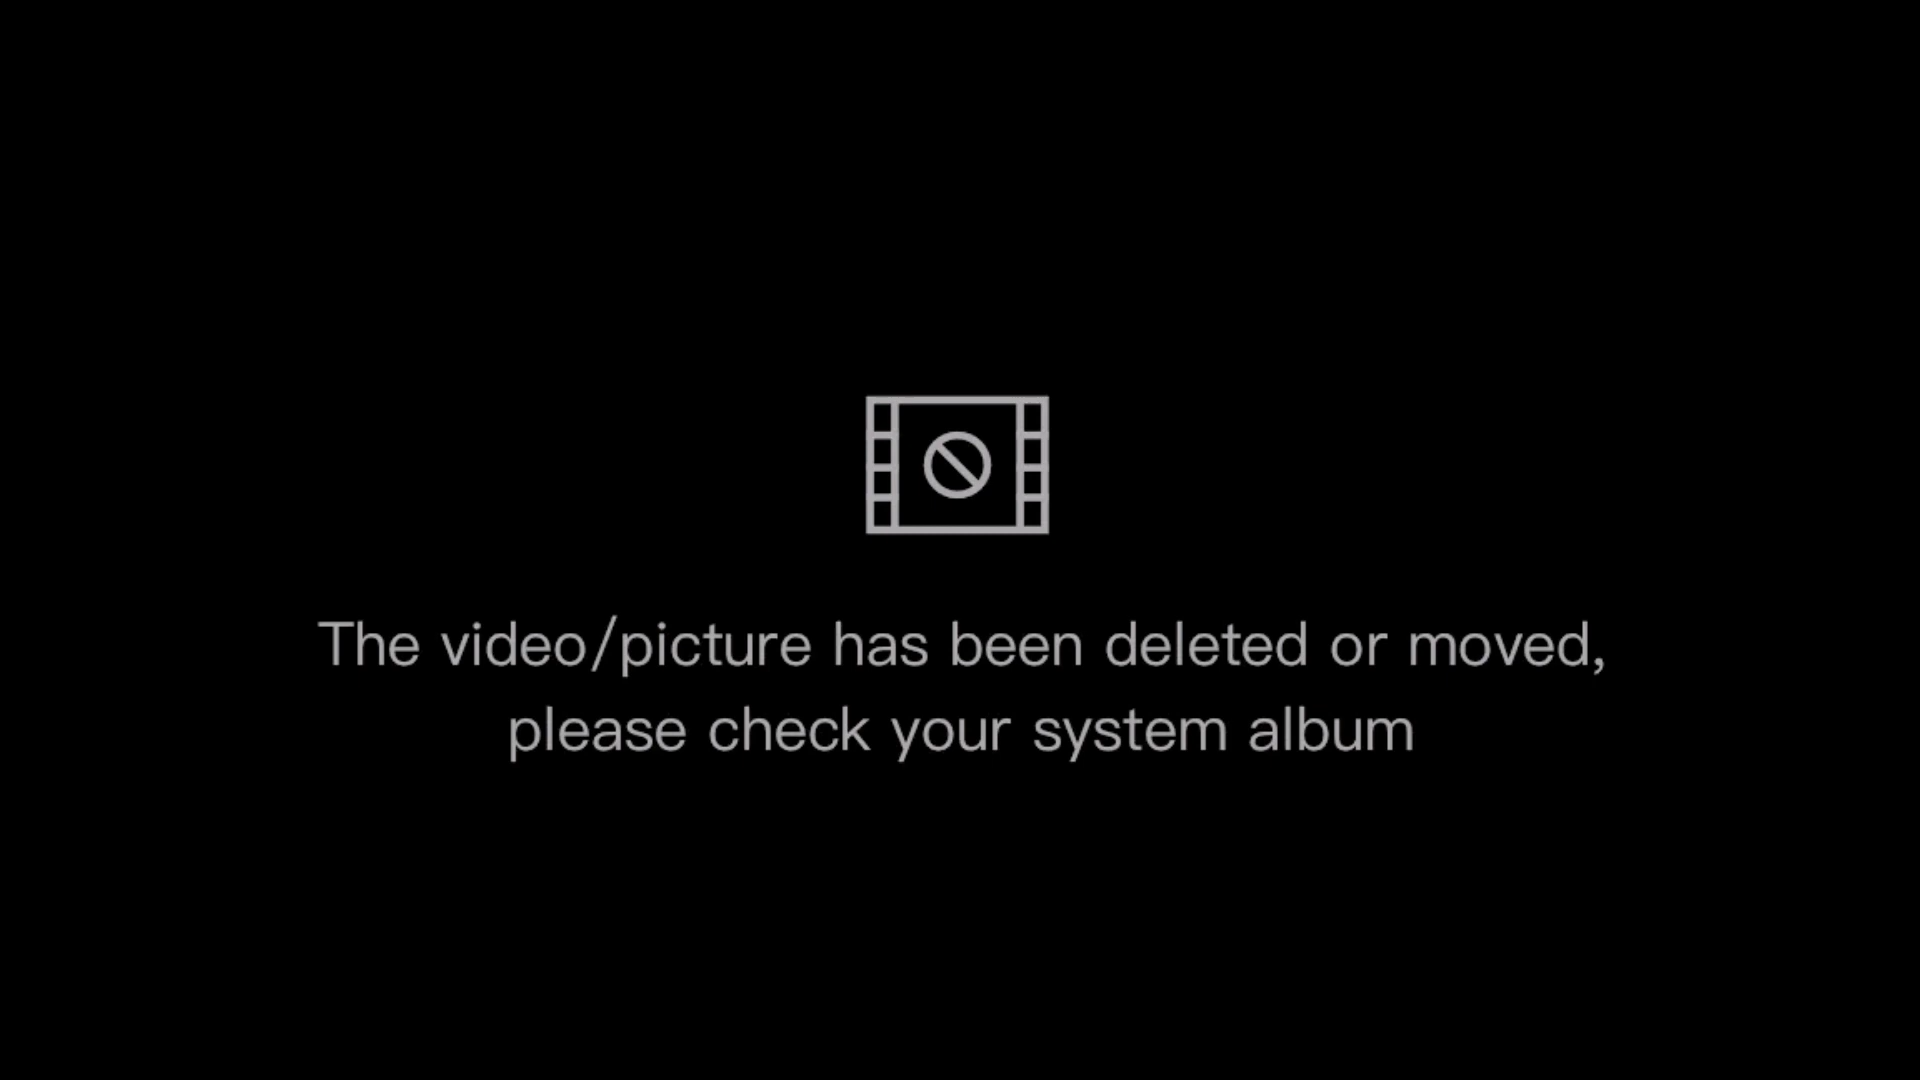 The video/picture has been deleted or moved,
please check your system album